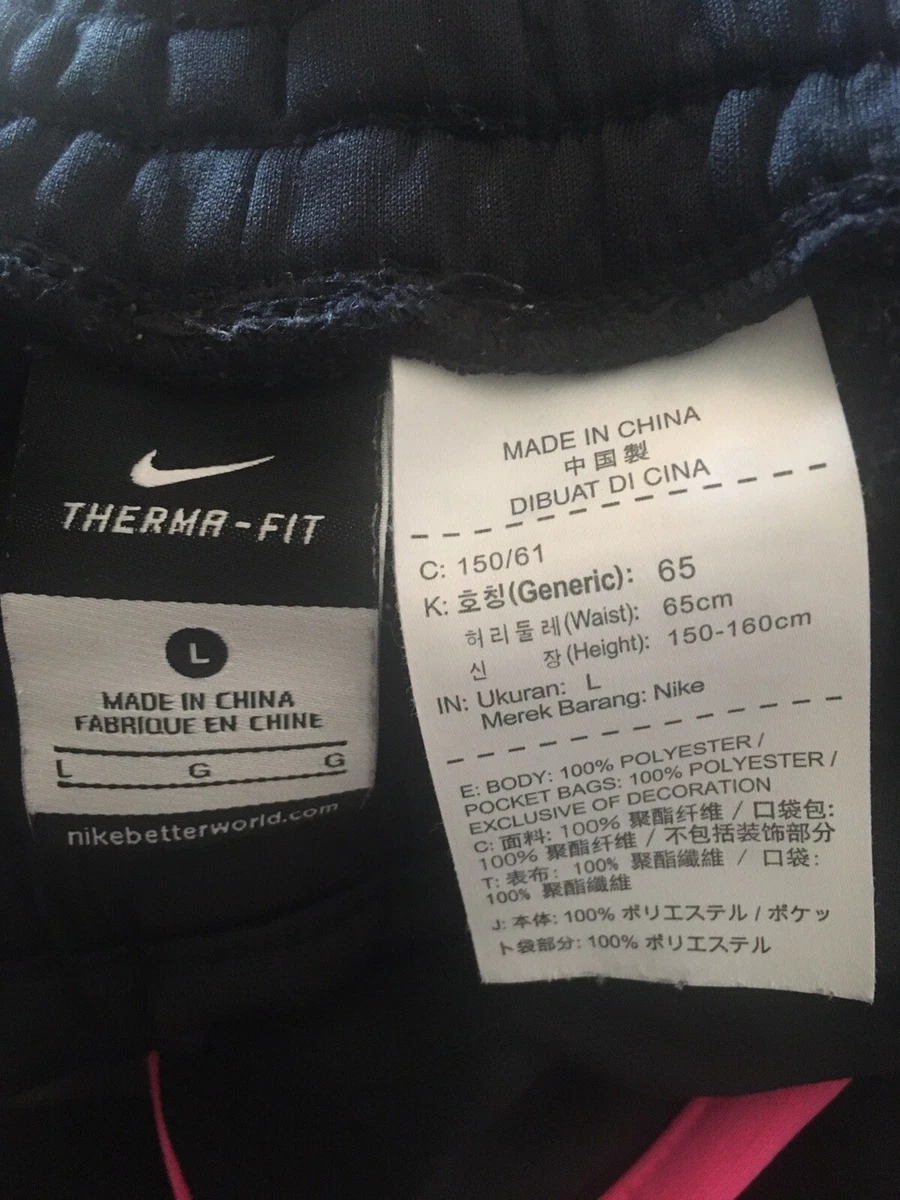 THERMA-FIT
L
MADE IN CHINA
FABRIQUE EN CHINE
L G G
nikebetterworld.com
MADE IN CHINA
中国製
DIBUAT DI CINA
C: 150/61
K: 호칭(Generic): 65
허리둘레(Waist): 65cm
신 장(Height): 150-160cm
IN: Ukuran: L
Merek Barang: Nike
E: BODY: 100% POLYESTER /
POCKET BAGS: 100% POLYESTER /
EXCLUSIVE OF DECORATION
C: 面料: 100% 聚酯纤维 / 口袋包:
100% 聚酯纤维 / 不包括装饰部分
T: 表布: 100% 聚酯纖維 / 口袋:
100% 聚酯纖維
J: 本体: 100% ポリエステル / ポケッ
ト袋部分: 100% ポリエステル